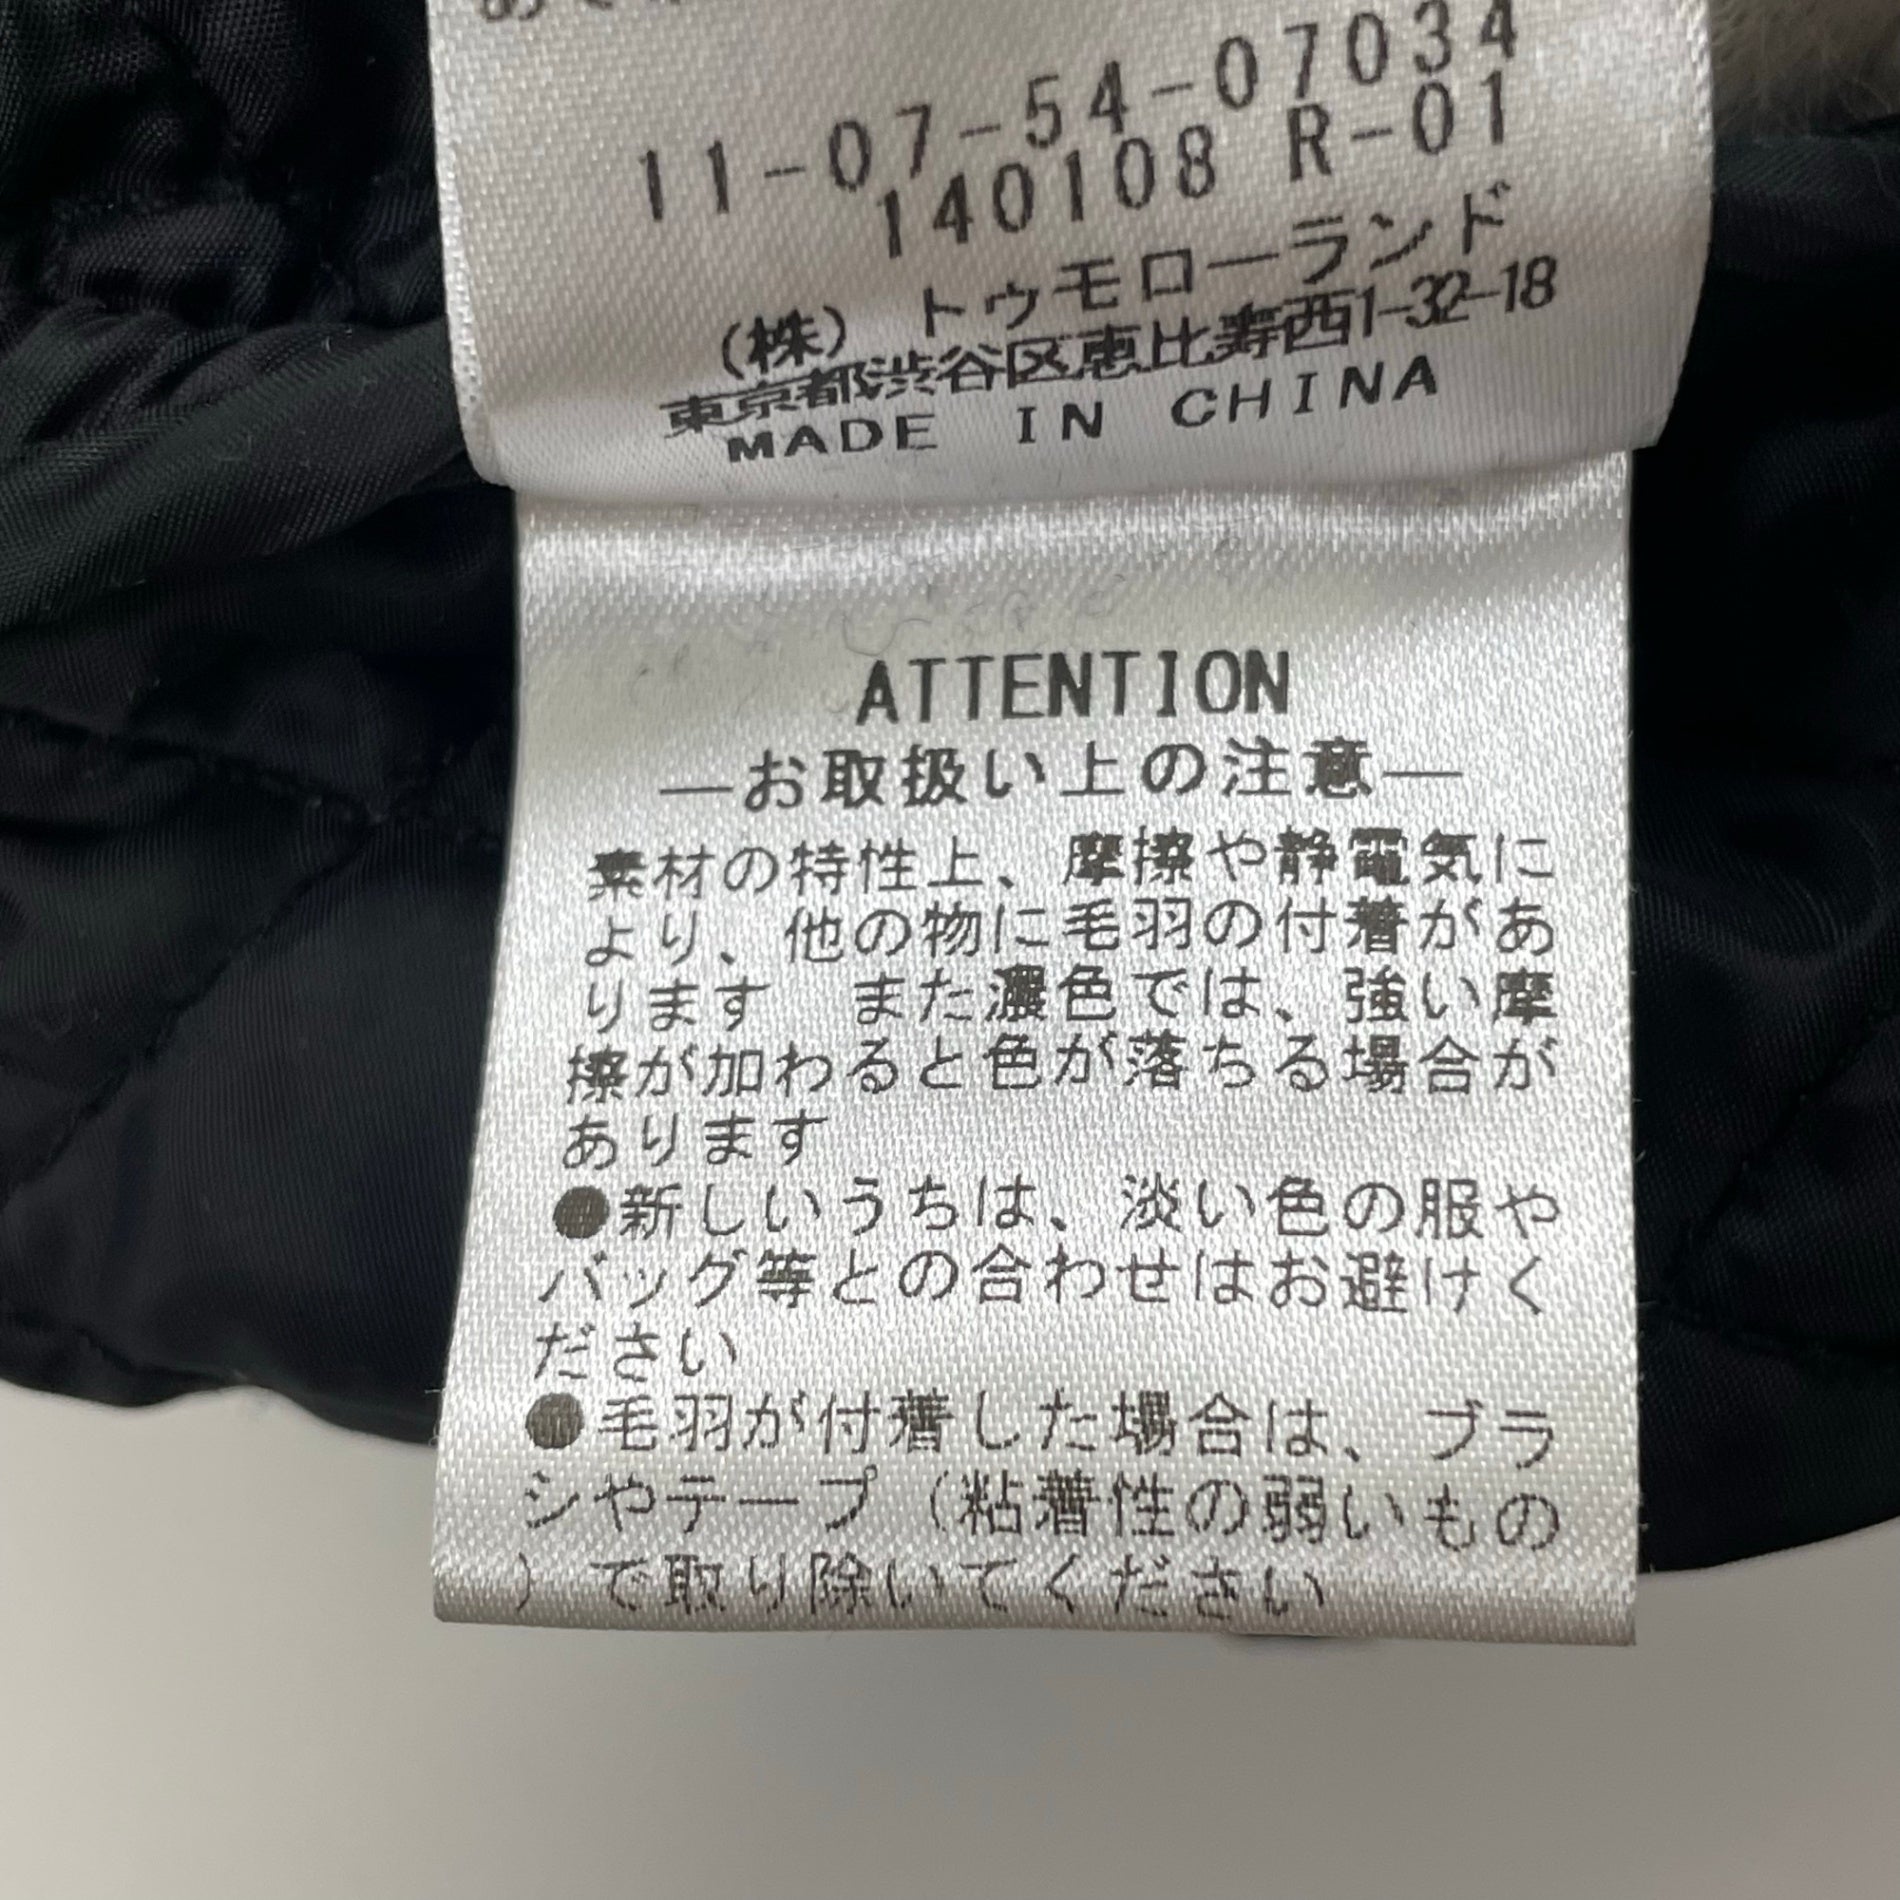 11-07-54-07034
140108 R-01
(株) トゥモローランド
東京都渋谷区恵比寿西1-32-18
MADE IN CHINA
ATTENTION
―お取扱い上の注意―
素材の特性上、摩擦や静電気に
より、他の物に毛羽の付着があ
ります　また濃色では、強い摩
擦が加わると色が落ちる場合が
あります
●新しいうちは、淡い色の服や
バッグ等との合わせはお避けく
ださい
●毛羽が付着した場合は、ブラ
シやテープ（粘着性の弱いもの
）で取り除いてください